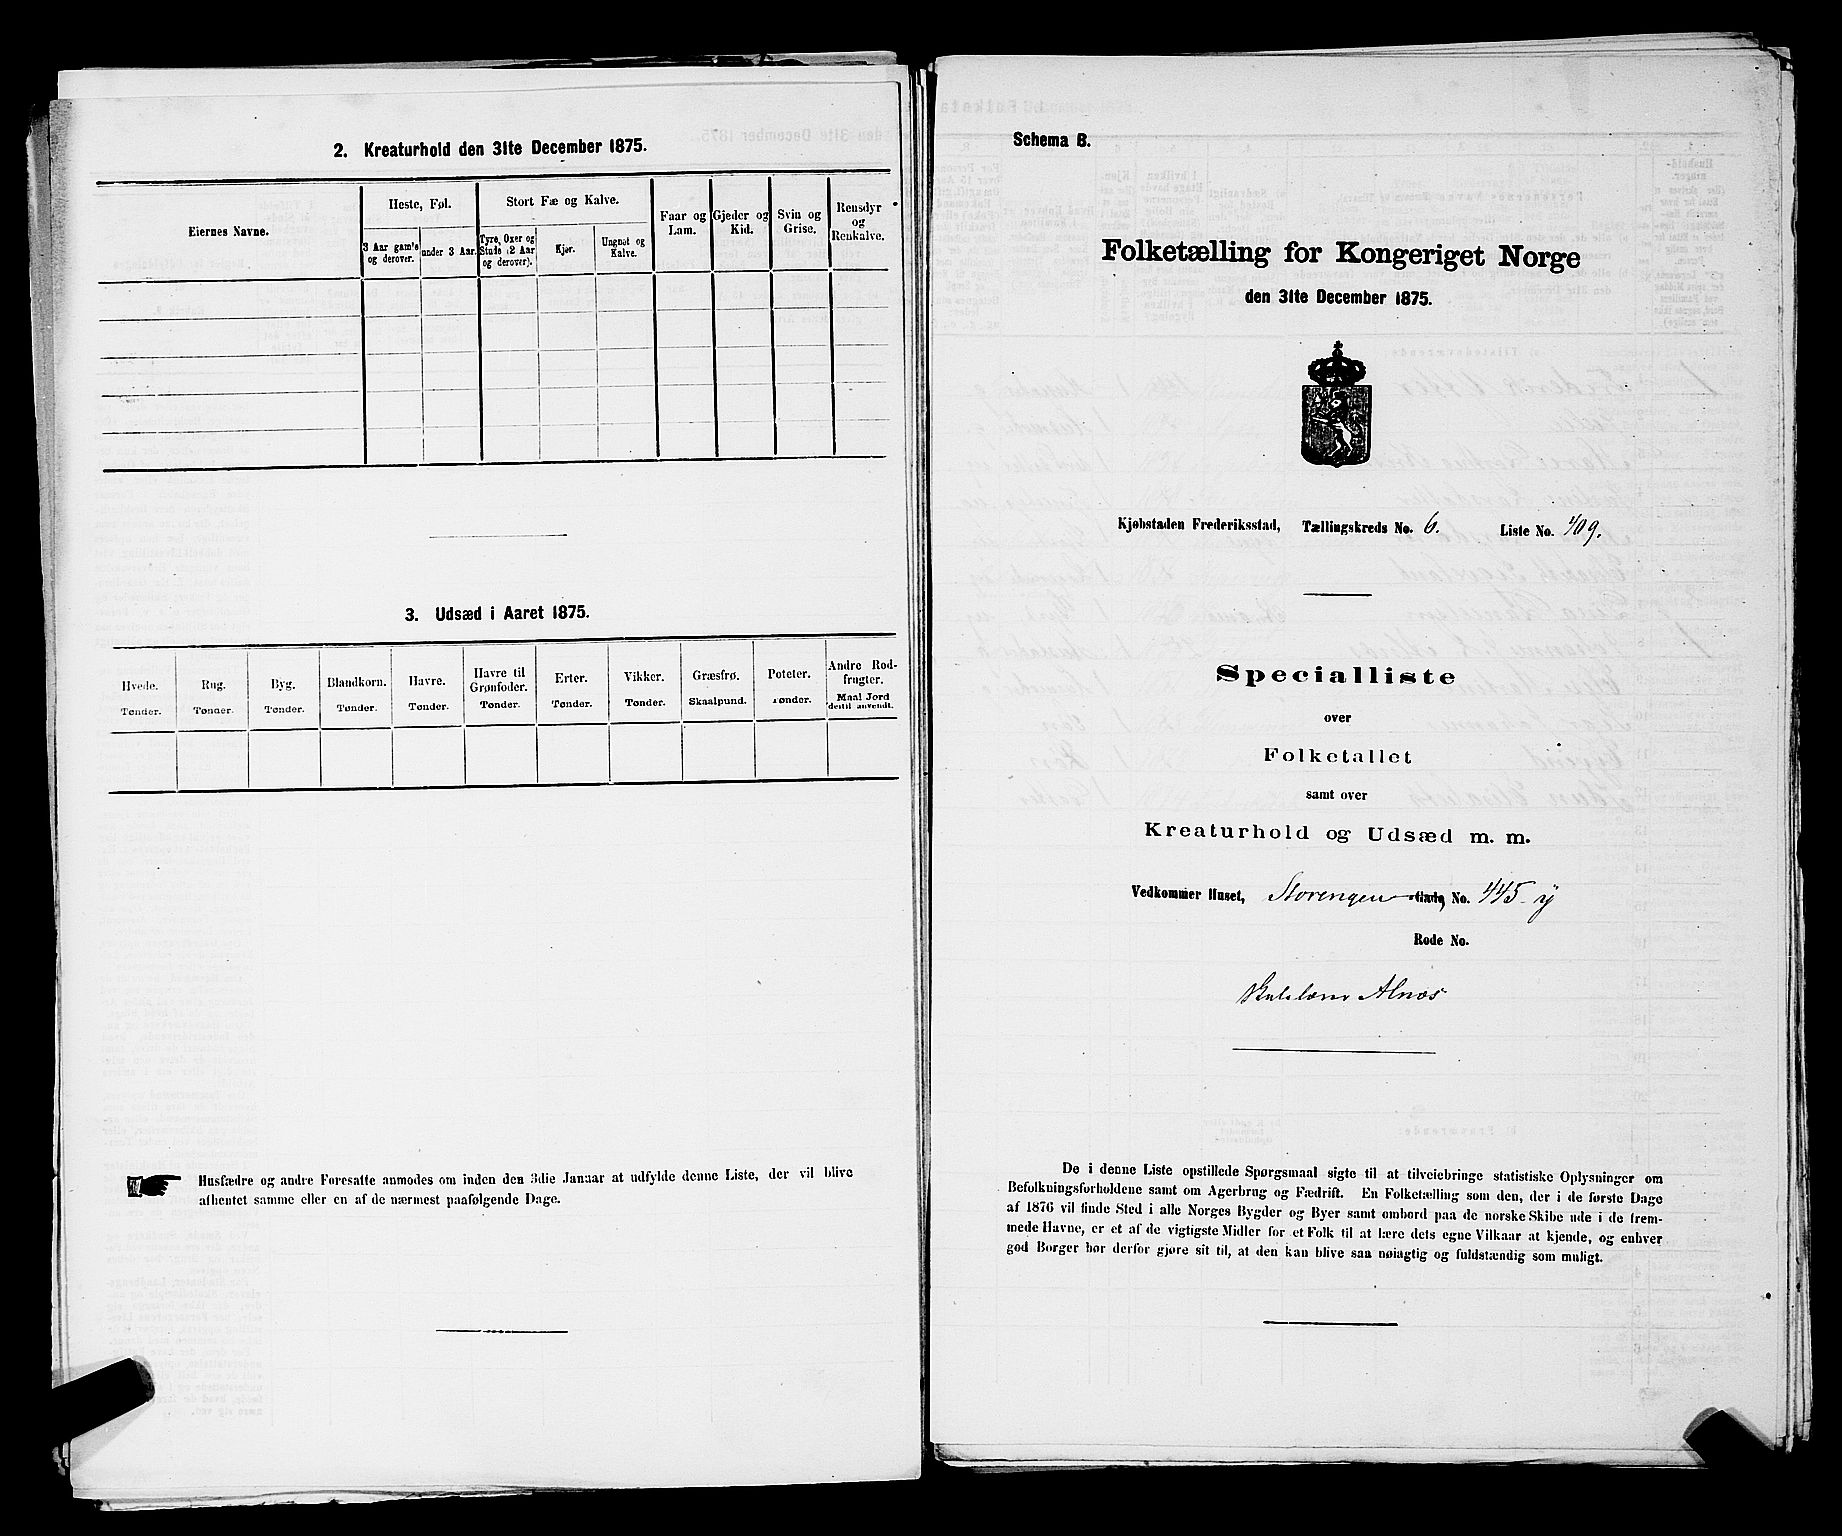 2. Kreaturhold den 31te December 1875.
Eiernes Navne.
Heste, Føl.
3 Aar gamle og derover.
under 3 Aar.
Stort Fæ og Kalve.
Tyre, Oxer og Stude (2 Aar og derover).
Kjør.
Ungnøt og Kalve.
Faar og Lam.
Gjeder og Kid.
Svin og Grise.
Rensdyr og Renkalve.
3. Udsæd i Aaret 1875.
Hvede. Tønder.
Rug. Tønder.
Byg. Tønder.
Blandkorn. Tønder.
Havre. Tønder.
Havre til Grønfoder. Tønder.
Erter. Tønder.
Vikker. Tønder.
Græsfrø. Skaalpund.
Poteter. Tønder.
Andre Rodfrugter. Maal Jord dertil anvendt.
Husfædre og andre Foresatte anmodes om inden den 3die Januar at udfylde denne Liste, der vil blive
afhentet samme eller en af de nærmest paafølgende Dage.
Schema B.
Folketælling for Kongeriget Norge
den 31te December 1875.
Kjøbstaden Frederiksstad, Tællingskreds No. 6. Liste No. 409.
Specialliste
over
Folketallet
samt over
Kreaturhold og Udsæd m. m.
Vedkommer Huset, Storengen Gade, No. 445 y
Rode No.
Alnæs
De i denne Liste opstillede Spørgsmaal sigte til at tilveiebringe statistiske Oplysninger om
Befolkningsforholdene samt om Agerbrug og Fædrift. En Folketælling som den, der i de første Dage
af 1876 vil finde Sted i alle Norges Bygder og Byer samt ombord paa de norske Skibe ude i de frem-
mede Havne, er et af de vigtigste Midler for et Folk til at lære dets egne Vilkaar at kjende, og enhver
god Borger bør derfor gjøre sit til, at den kan blive saa nøiagtig og fuldstændig som muligt.